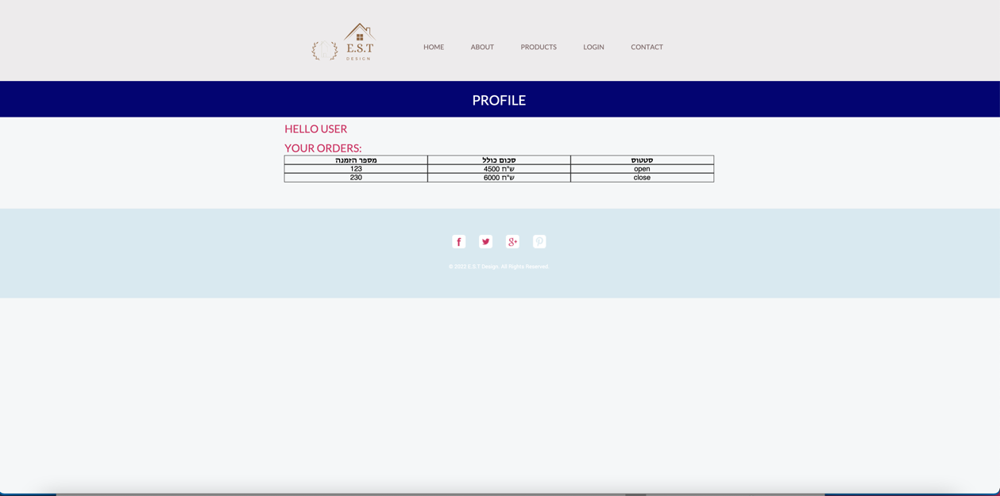 E.S.T
DESIGN
HOME ABOUT PRODUCTS LOGIN CONTACT
PROFILE
HELLO USER
YOUR ORDERS:
מספר הזמנה סכום כולל סטטוס
123 4500 ש"ח open
230 6000 ש"ח close
© 2022 E.S.T Design. All Rights Reserved.